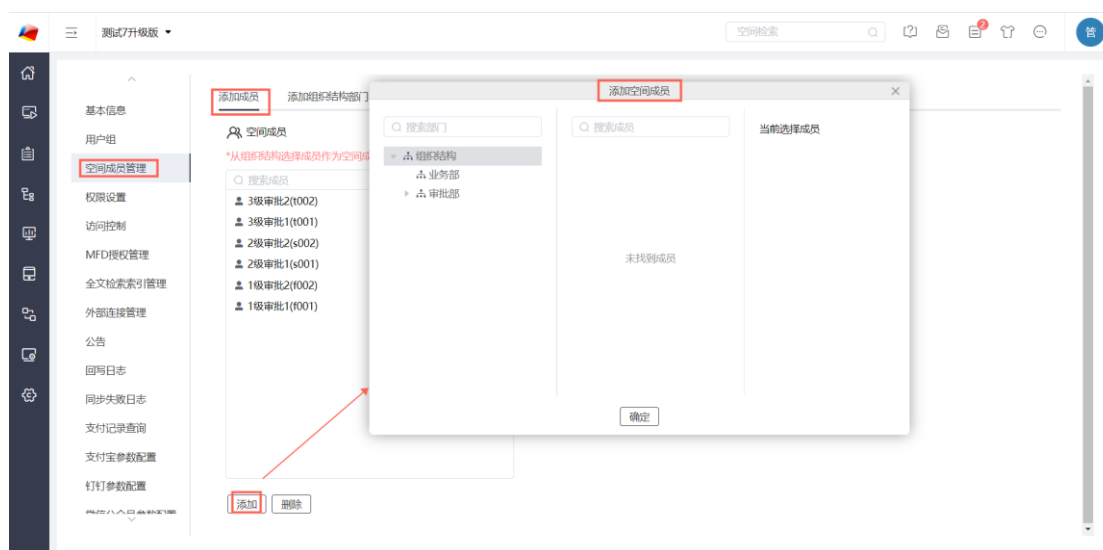 测试7升级版
空间检索
2
管
基本信息
用户组
空间成员管理
权限设置
访问控制
MFD授权管理
全文检索索引管理
外部连接管理
公告
回写日志
同步失败日志
支付记录查询
支付宝参数配置
钉钉参数配置
添加成员
添加组织结构部门
空间成员
*从组织结构选择成员作为空间成
搜索成员
3级审批2(t002)
3级审批1(t001)
2级审批2(s002)
2级审批1(s001)
1级审批2(f002)
1级审批1(f001)
添加
删除
添加空间成员
搜索部门
组织结构
业务部
审批部
搜索成员
未找到成员
当前选择成员
确定